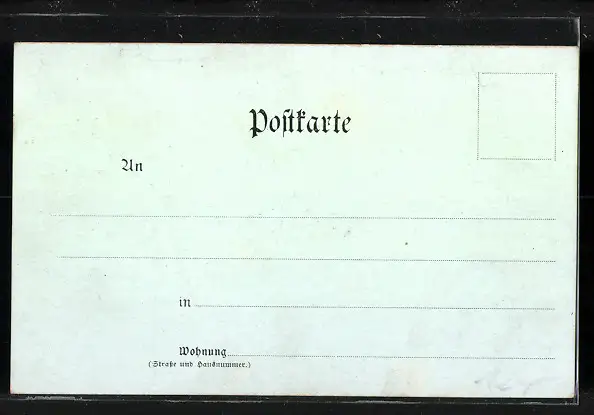 Postkarte
An
in
Wohnung
(Straße und Hausnummer.)